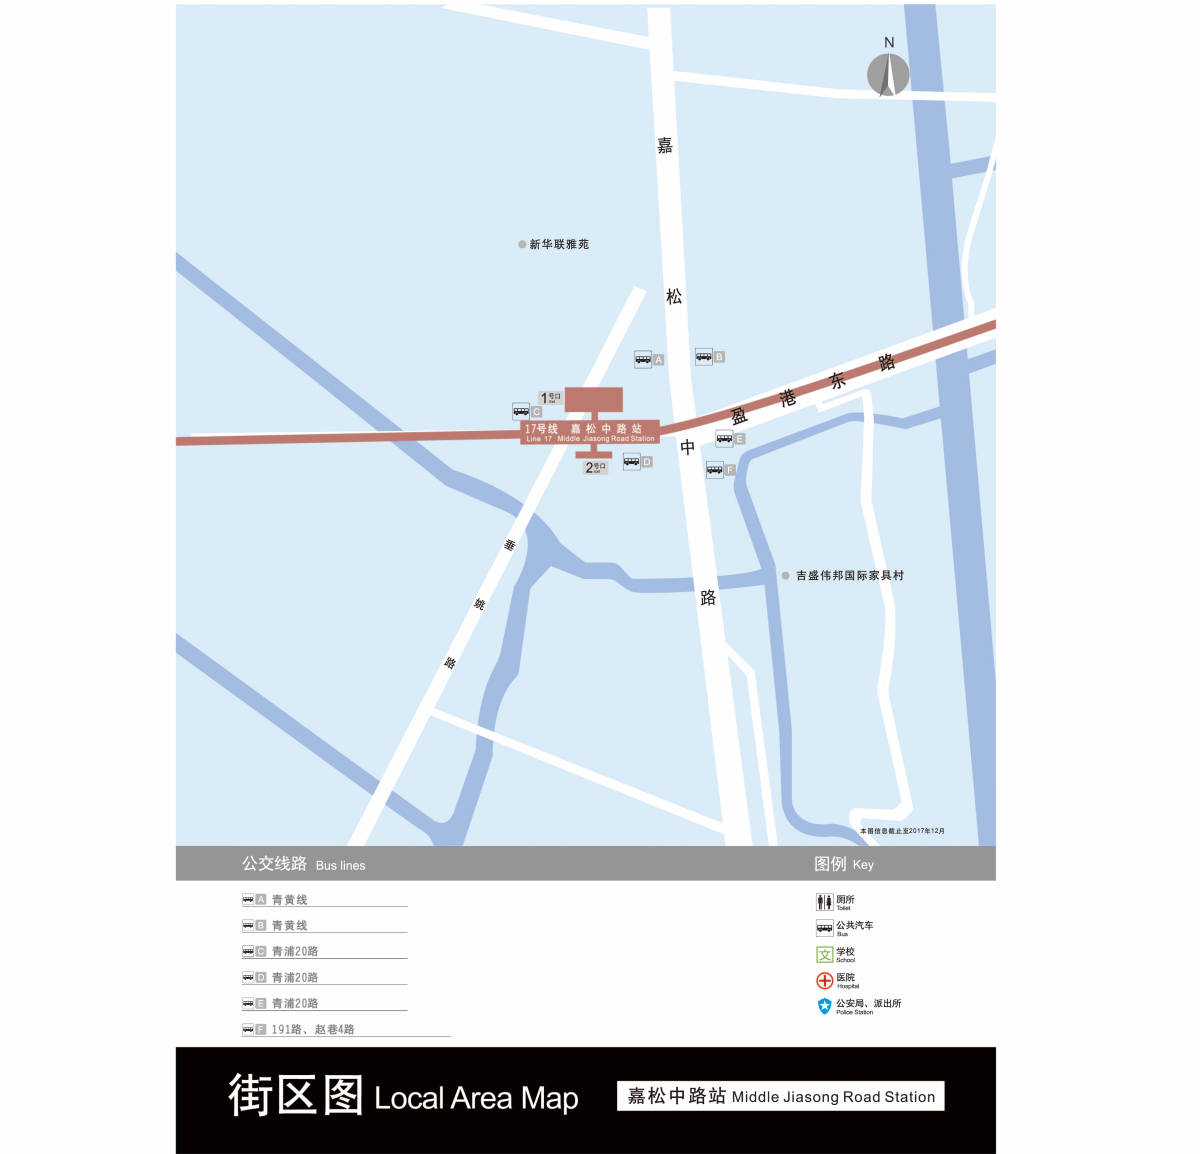 N
嘉
新华联雅苑
松
A
B
路
东
港
盈
1号口
Exit
C
17号线 嘉松中路站
Line 17 Middle Jiasong Road Station
中
E
2号口
Exit
D
F
垂
姚
路
吉盛伟邦国际家具村
路
本图信息截止至2017年12月
公交线路 Bus lines
图例 Key
A 青黄线
B 青黄线
C 青浦20路
D 青浦20路
E 青浦20路
F 191路、赵巷4路
厕所
Toilet
公共汽车
Bus
文
学校
School
医院
Hospital
公安局、派出所
Police Station
街区图 Local Area Map
嘉松中路站 Middle Jiasong Road Station